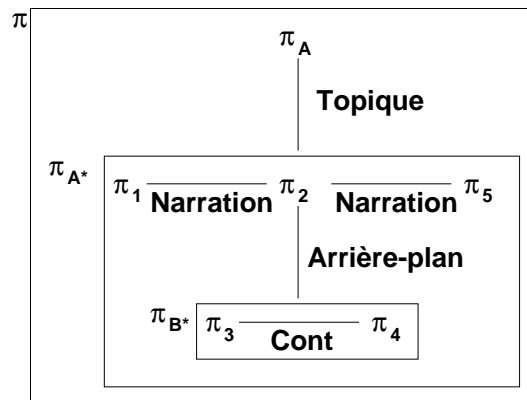 π
π_A
Topique
π_A*
π_1 π_2 π_5
Narration Narration
Arrière-plan
π_B*
π_3 π_4
Cont